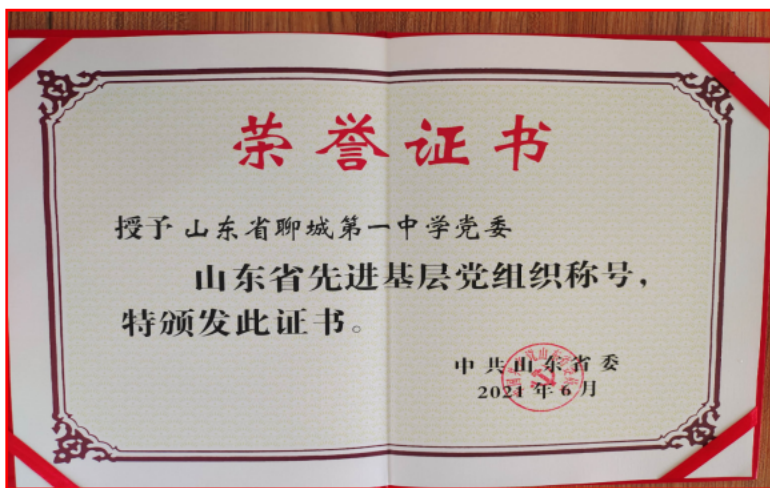 荣誉证书
授予 山东省聊城第一中学党委
山东省先进基层党组织称号，
特颁发此证书。
中共山东省委
2021年6月